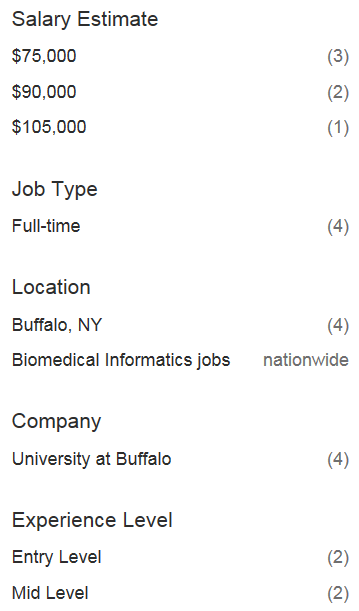 Salary Estimate
$75,000 (3)
$90,000 (2)
$105,000 (1)
Job Type
Full-time (4)
Location
Buffalo, NY (4)
Biomedical Informatics jobs nationwide
Company
University at Buffalo (4)
Experience Level
Entry Level (2)
Mid Level (2)